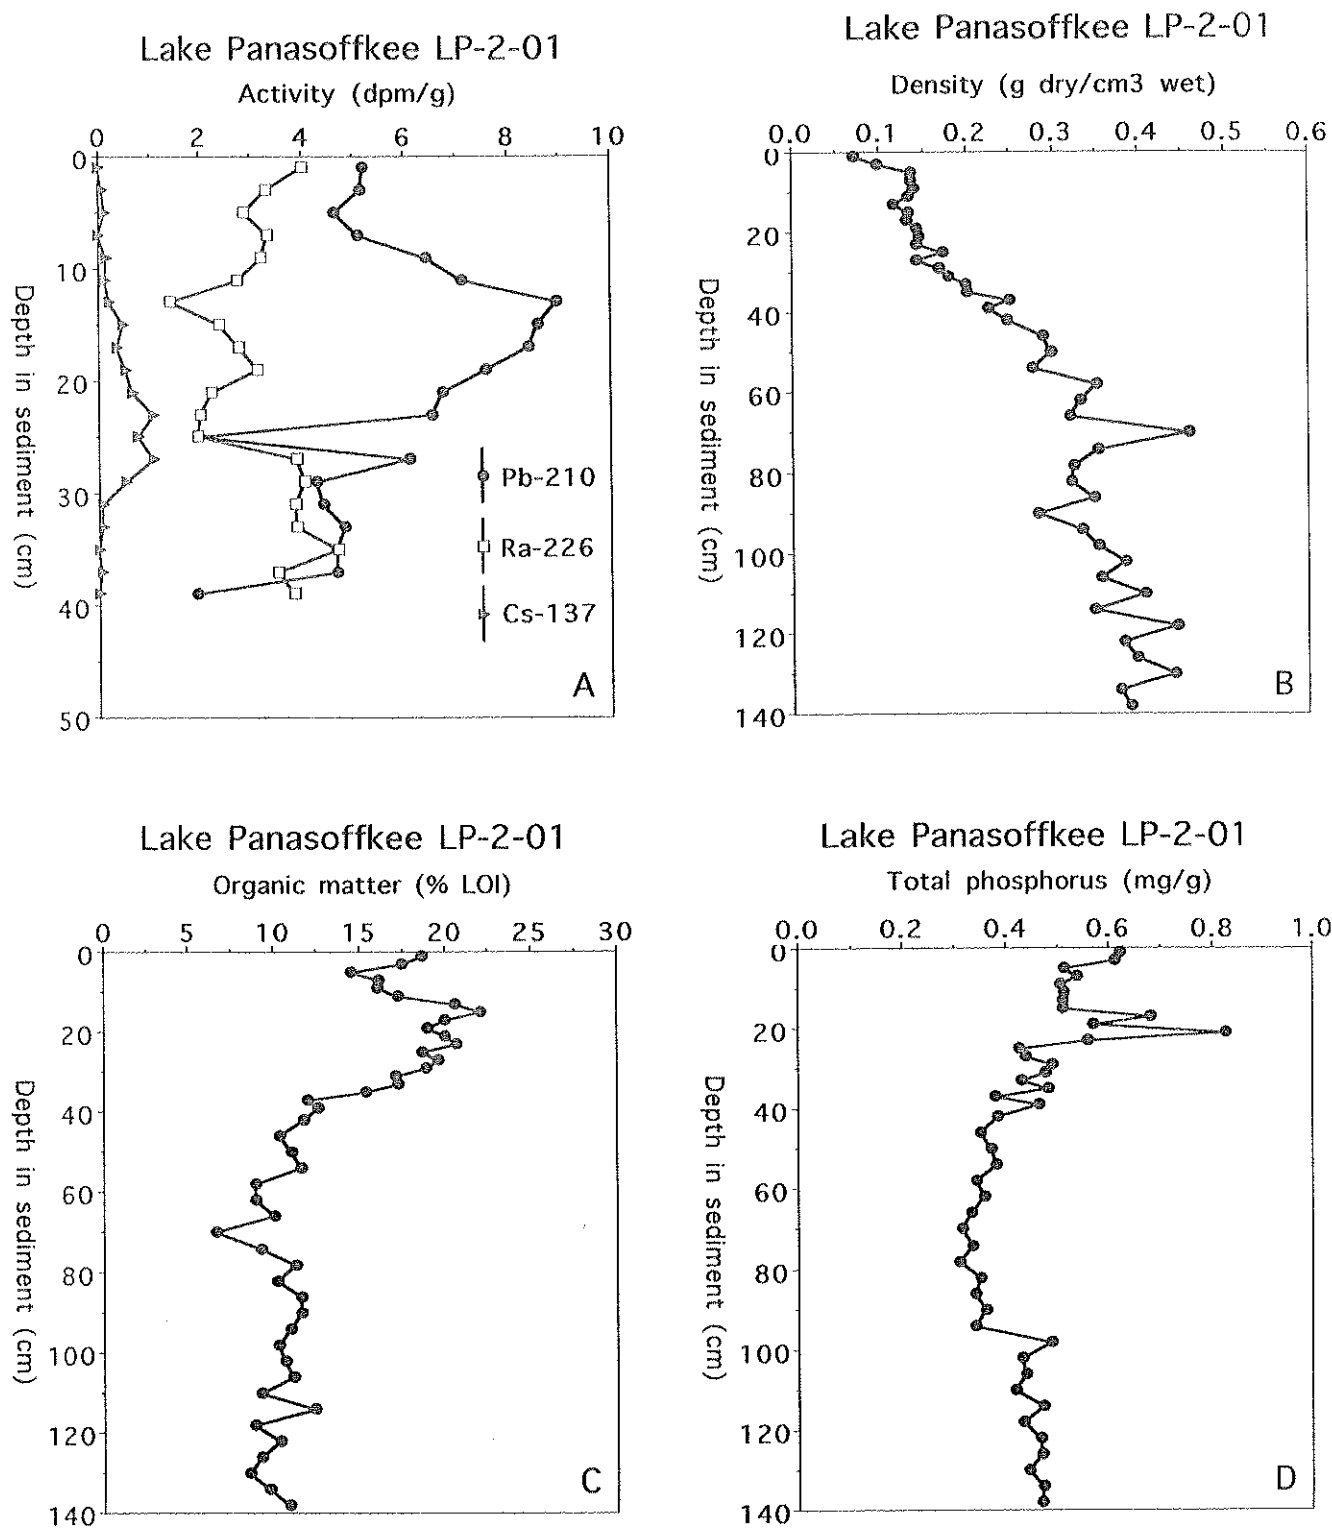 Lake Panasoffkee LP-2-01
Activity (dpm/g)
0 2 4 6 8 10
0
10
20
30
40
50
Depth in sediment (cm)
Pb-210
Ra-226
Cs-137
A
Lake Panasoffkee LP-2-01
Density (g dry/cm3 wet)
0.0 0.1 0.2 0.3 0.4 0.5 0.6
0
20
40
60
80
100
120
140
Depth in sediment (cm)
B
Lake Panasoffkee LP-2-01
Organic matter (% LOI)
0 5 10 15 20 25 30
0
20
40
60
80
100
120
140
Depth in sediment (cm)
C
Lake Panasoffkee LP-2-01
Total phosphorus (mg/g)
0.0 0.2 0.4 0.6 0.8 1.0
0
20
40
60
80
100
120
140
Depth in sediment (cm)
D